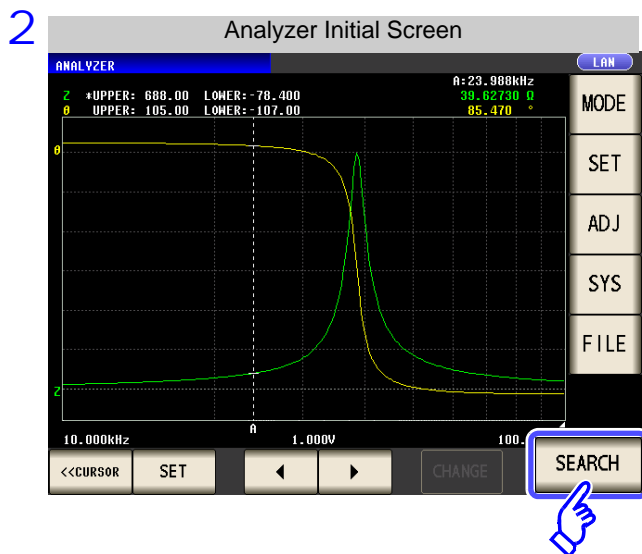 2
Analyzer Initial Screen
ANALYZER
LAN
A:23.988kHz
Z *UPPER: 688.00 LOWER:-78.400 39.62730 Ω
θ UPPER: 105.00 LOWER:-107.00 85.470 °
MODE
θ
SET
ADJ
SYS
FILE
Z
A
10.000kHz 1.000V 100.
<<CURSOR SET CHANGE SEARCH